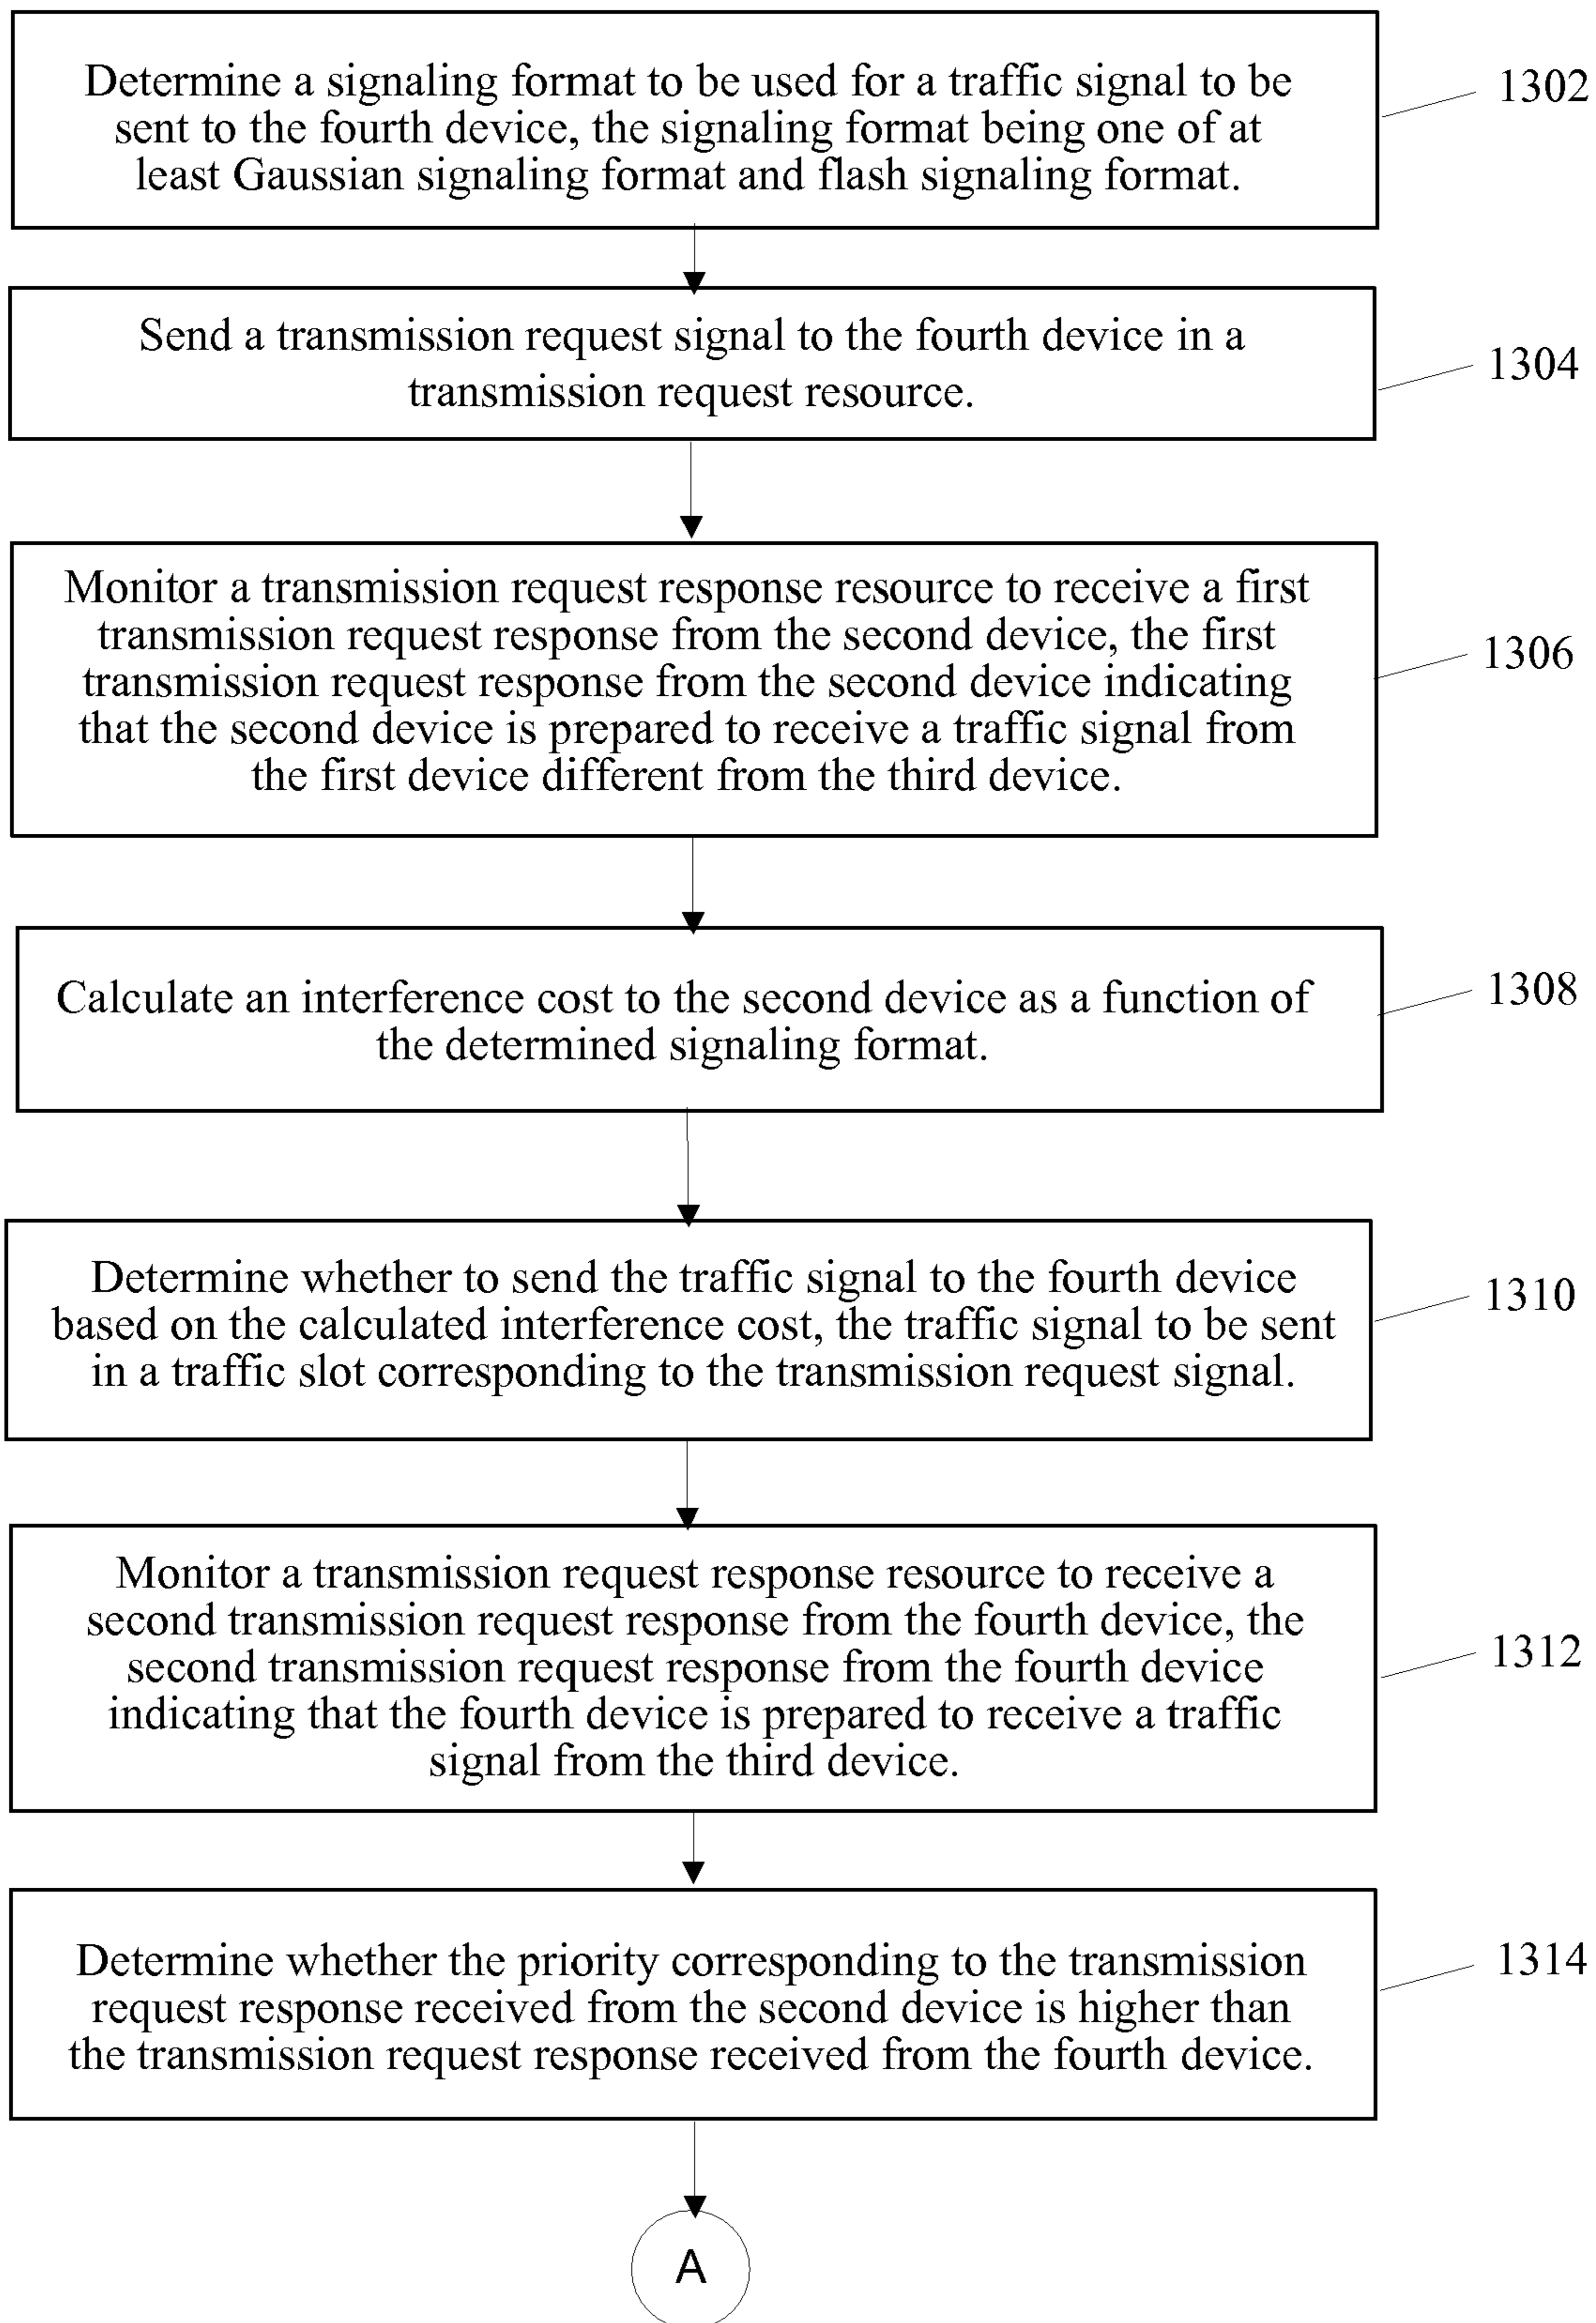 Determine a signaling format to be used for a traffic signal to be
sent to the fourth device, the signaling format being one of at
least Gaussian signaling format and flash signaling format.
1302
Send a transmission request signal to the fourth device in a
transmission request resource.
1304
Monitor a transmission request response resource to receive a first
transmission request response from the second device, the first
transmission request response from the second device indicating
that the second device is prepared to receive a traffic signal from
the first device different from the third device.
1306
Calculate an interference cost to the second device as a function of
the determined signaling format.
1308
Determine whether to send the traffic signal to the fourth device
based on the calculated interference cost, the traffic signal to be sent
in a traffic slot corresponding to the transmission request signal.
1310
Monitor a transmission request response resource to receive a
second transmission request response from the fourth device, the
second transmission request response from the fourth device
indicating that the fourth device is prepared to receive a traffic
signal from the third device.
1312
Determine whether the priority corresponding to the transmission
request response received from the second device is higher than
the transmission request response received from the fourth device.
1314
A